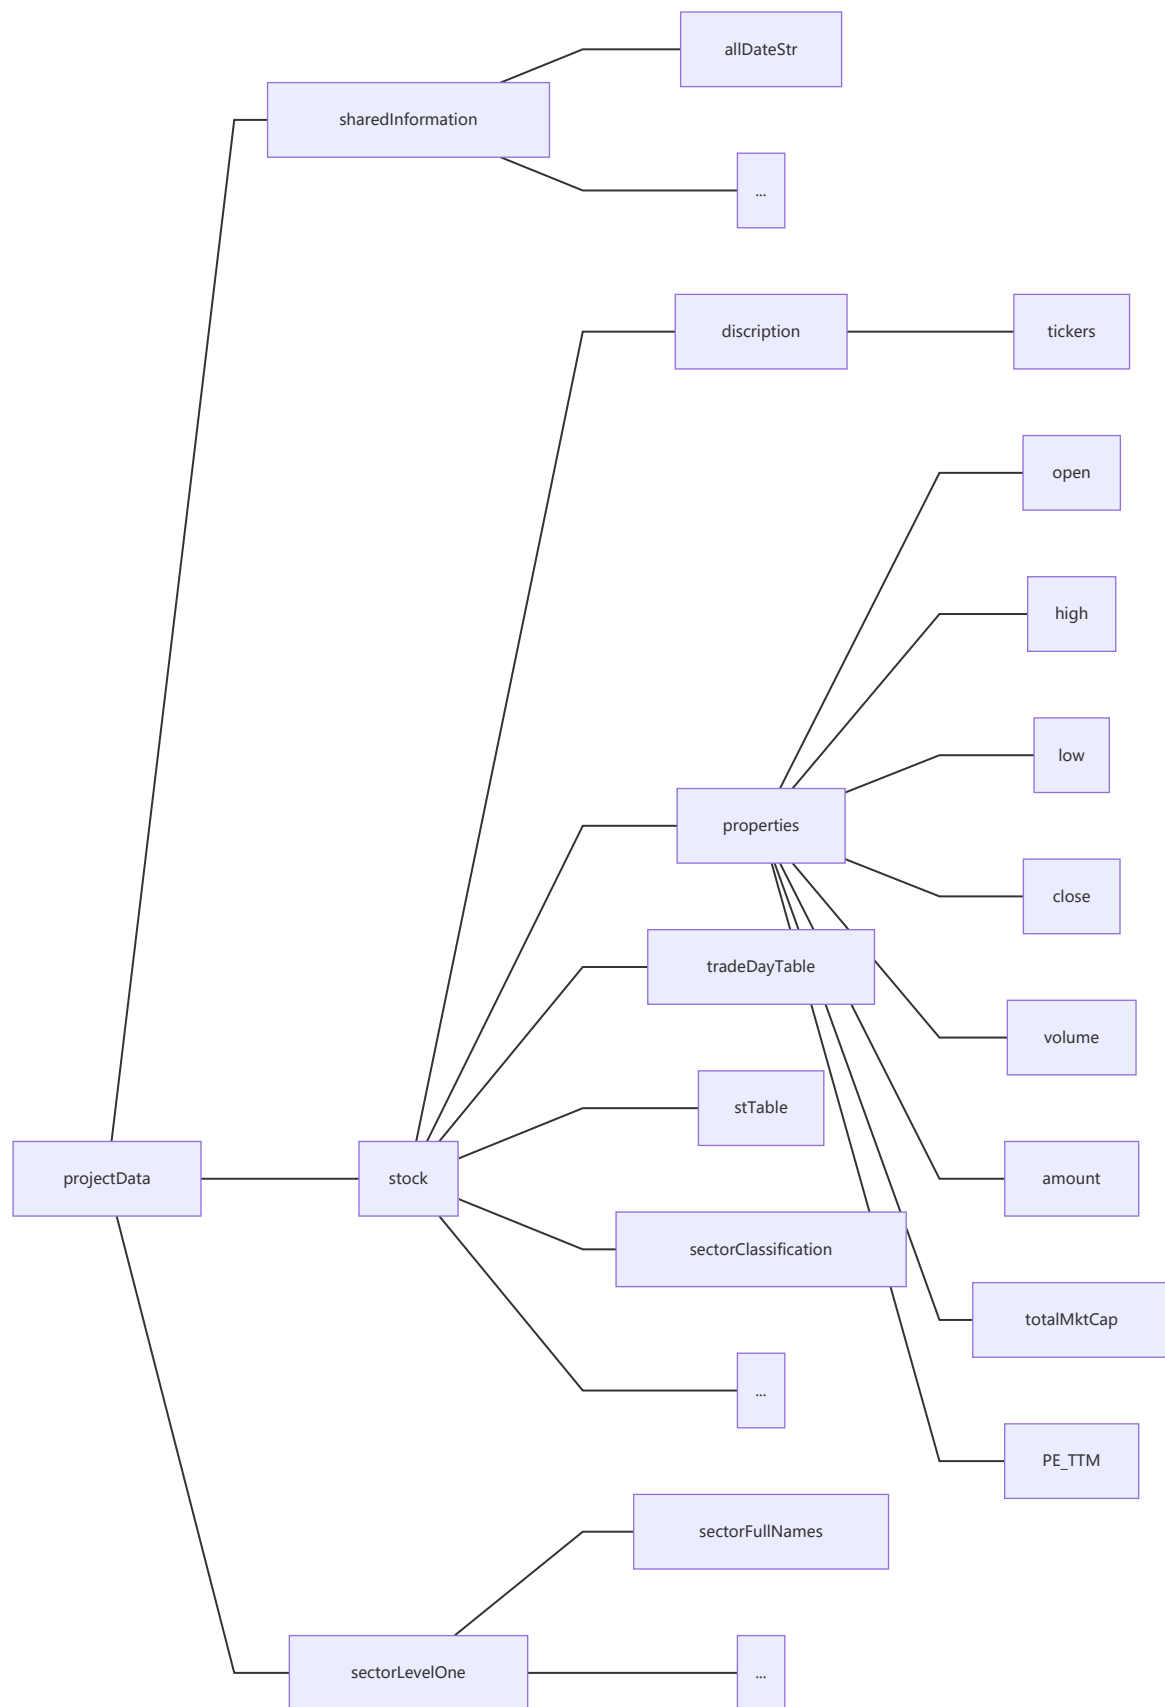 allDateStr
sharedInformation
...
discription
tickers
open
high
low
properties
close
tradeDayTable
volume
stTable
projectData
stock
amount
sectorClassification
totalMktCap
...
PE_TTM
sectorFullNames
sectorLevelOne
...